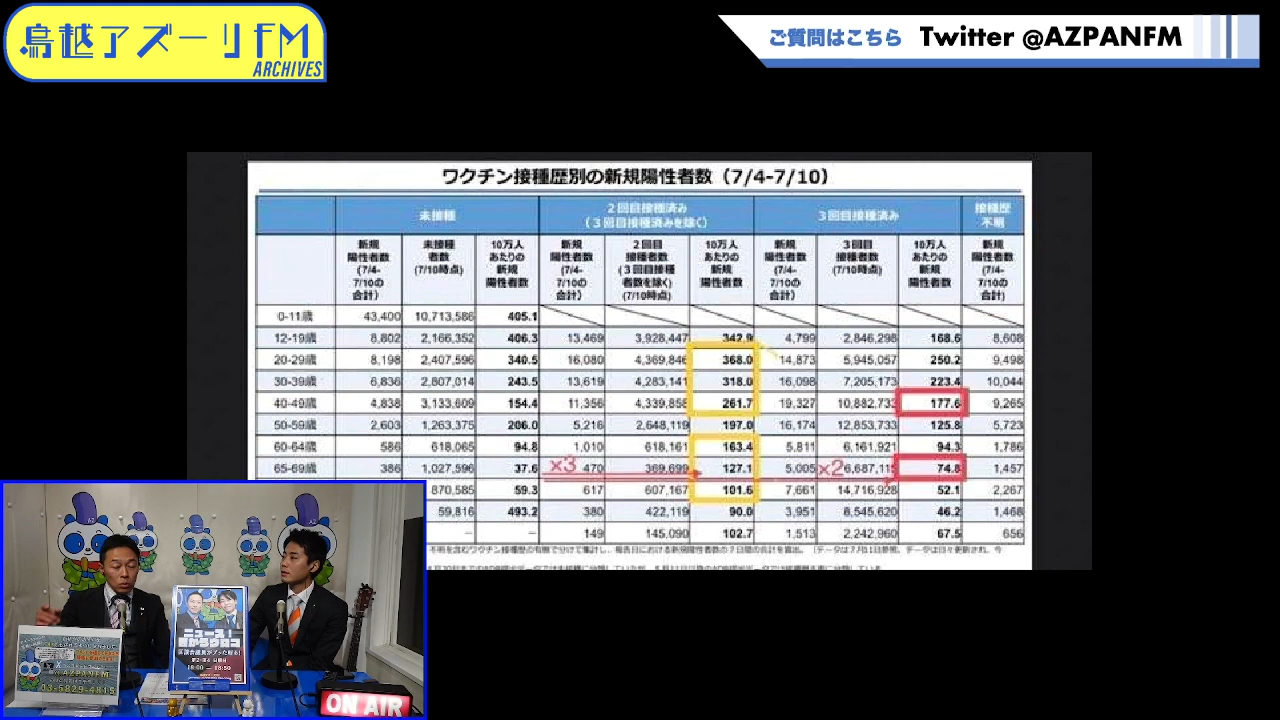 鳥越アズーリFM
ARCHIVES
ご質問はこちら Twitter @AZPANFM
ワクチン接種歴別の新規陽性者数（7/4-7/10）
未接種
2回目接種済み
（3回目接種済みを除く）
3回目接種済み
接種歴
不明
新規
陽性者数
(7/4-
7/10の
合計)
未接種
者数
(7/10時点)
10万人
あたりの
新規
陽性者数
新規
陽性者数
(7/4-
7/10の
合計)
2回目
接種者数
(3回目接種
者数を除く)
(7/10時点)
10万人
あたりの
新規
陽性者数
新規
陽性者数
(7/4-
7/10の
合計)
3回目
接種者数
(7/10時点)
10万人
あたりの
新規
陽性者数
新規
陽性者数
(7/4-
7/10の
合計)
0-11歳 43,400 10,713,586 405.1
12-19歳 8,802 2,166,352 406.3 13,469 3,928,447 342.9 4,799 2,846,298 168.6 8,608
20-29歳 8,198 2,407,596 340.5 16,080 4,369,846 368.0 14,873 5,945,057 250.2 9,498
30-39歳 6,836 2,807,014 243.5 13,619 4,283,141 318.0 16,098 7,205,173 223.4 10,044
40-49歳 4,838 3,133,609 154.4 11,356 4,339,858 261.7 19,327 10,882,733 177.6 9,265
50-59歳 2,603 1,263,375 206.0 5,216 2,648,119 197.0 16,174 12,853,733 125.8 5,723
60-64歳 586 618,065 94.8 1,010 618,161 163.4 5,811 6,161,921 94.3 1,786
65-69歳 386 1,027,596 37.6 ×3 470 369,699 127.1 5,005 ×2 6,687,115 74.8 1,457
870,585 59.3 617 607,167 101.6 7,661 14,716,928 52.1 2,267
59,816 493.2 380 422,119 90.0 3,951 8,545,620 46.2 1,468
– – 149 145,090 102.7 1,513 2,242,960 67.5 656
ニュース！
目からウロコ
18:00 — 18:50
AZPANFM
03-5829-4815
ON AIR